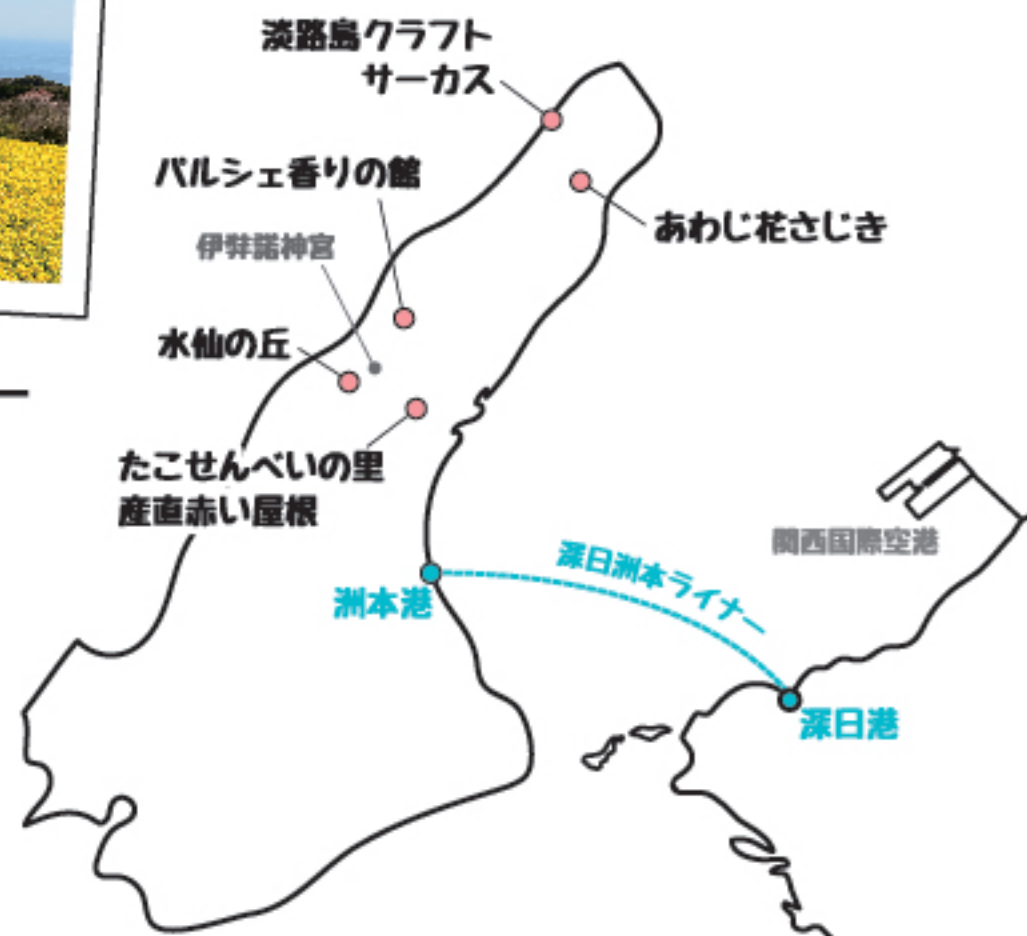 淡路島クラフト
サーカス
パルシェ香りの館
あわじ花さじき
伊弉諾神宮
水仙の丘
たこせんべいの里
産直赤い屋根
関西国際空港
深日洲本ライナー
洲本港
深日港